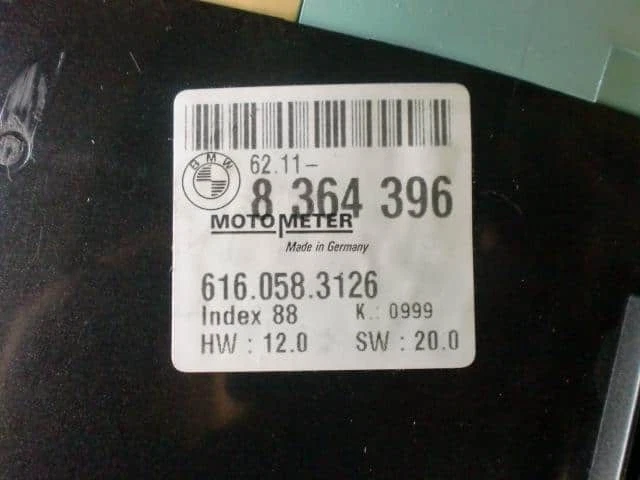 BMW
62.11-
8 364 396
MOTOMETER
Made in Germany
616.058.3126
Index 88 K.: 0999
HW : 12.0 SW : 20.0